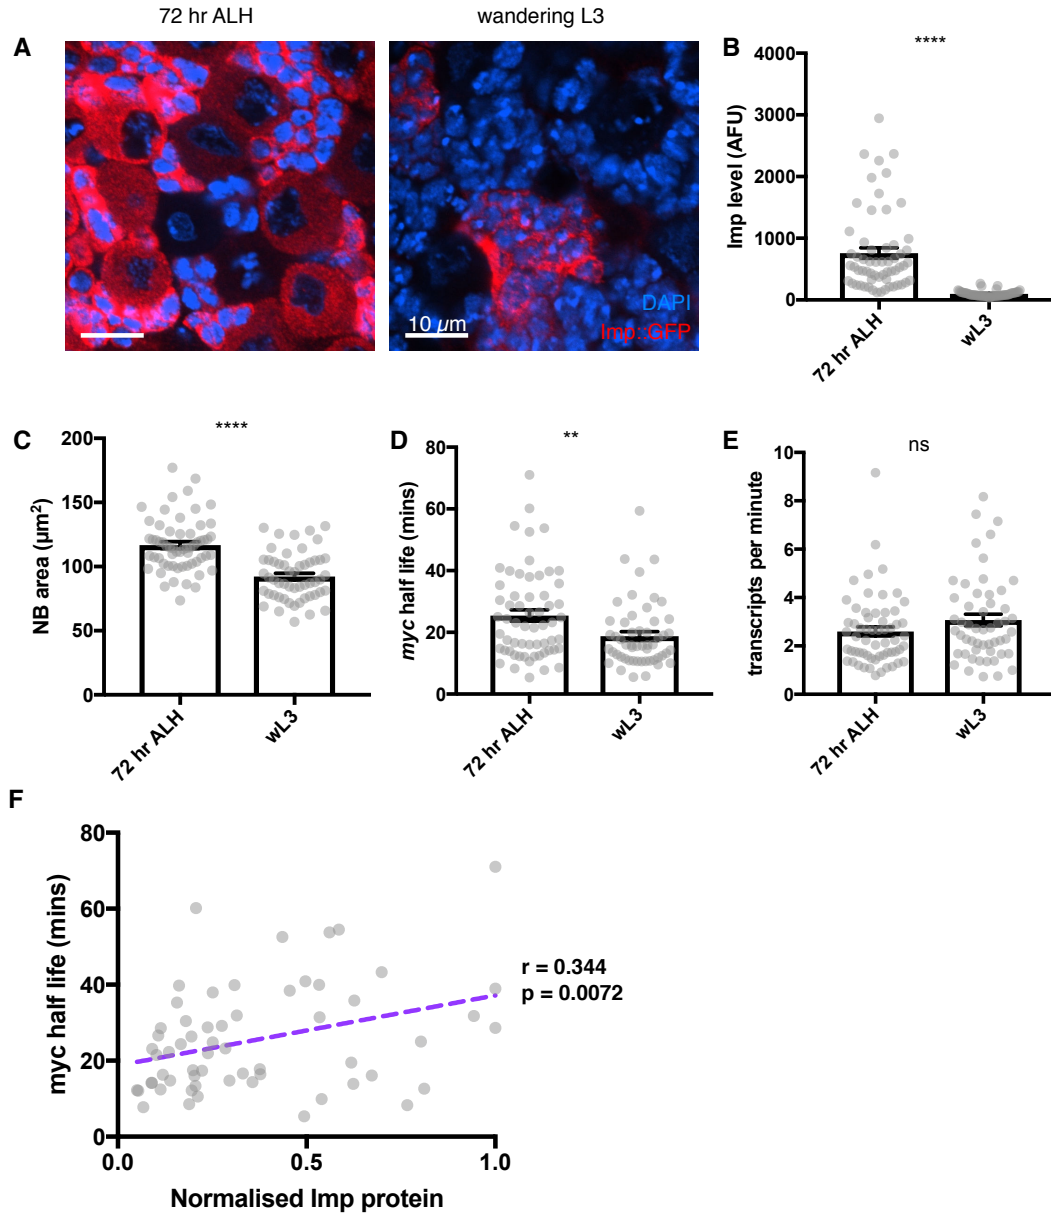 72 hr ALH
wandering L3
A
DAPI
Imp::GFP
10 µm
B
****
Imp level (AFU)
4000
3000
2000
1000
0
72 hr ALH
wL3
C
****
NB area (µm²)
200
150
100
50
0
72 hr ALH
wL3
D
**
myc half life (mins)
80
60
40
20
0
72 hr ALH
wL3
E
ns
transcripts per minute
10
8
6
4
2
0
72 hr ALH
wL3
F
myc half life (mins)
80
60
40
20
0
0.0
0.5
1.0
Normalised Imp protein
r = 0.344
p = 0.0072